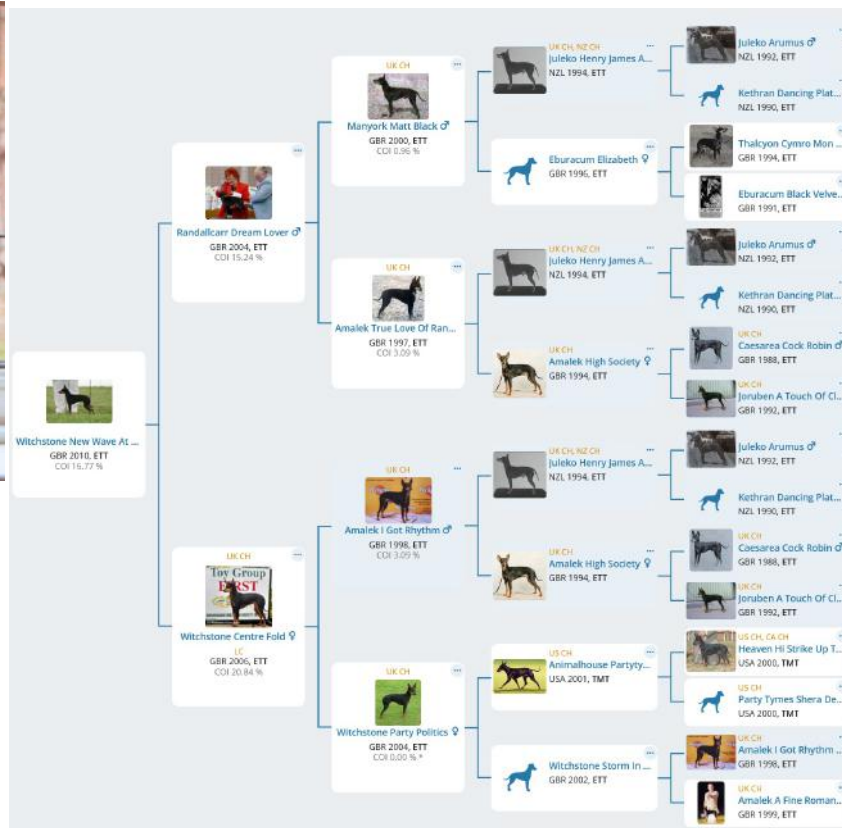 Witchstone New Wave At ...
GBR 2010, ETT
COI 16.77 %
Randallcarr Dream Lover ♂
GBR 2004, ETT
COI 15.24 %
UK CH
Toy Group
FIRST
Witchstone Centre Fold ♀
LC
GBR 2006, ETT
COI 20.84 %
UK CH
Manyork Matt Black ♂
GBR 2000, ETT
COI 0.96 %
UK CH
Amalek True Love Of Ran...
GBR 1997, ETT
COI 3.09 %
UK CH
Amalek I Got Rhythm ♂
GBR 1998, ETT
COI 3.09 %
UK CH
Witchstone Party Politics ♀
GBR 2004, ETT
COI 0.00 % *
UK CH, NZ CH
Juleko Henry James A...
NZL 1994, ETT
Eburacum Elizabeth ♀
GBR 1996, ETT
UK CH, NZ CH
Juleko Henry James A...
NZL 1994, ETT
UK CH
Amalek High Society ♀
GBR 1994, ETT
UK CH, NZ CH
Juleko Henry James A...
NZL 1994, ETT
UK CH
Amalek High Society ♀
GBR 1994, ETT
US CH
Animalhouse Partyty...
USA 2001, TMT
Witchstone Storm In ...
GBR 2002, ETT
Juleko Arumus ♂
NZL 1992, ETT
Kethran Dancing Plat...
NZL 1990, ETT
Thalcyon Cymro Mon ...
GBR 1994, ETT
Eburacum Black Velve...
GBR 1991, ETT
Juleko Arumus ♂
NZL 1992, ETT
Kethran Dancing Plat...
NZL 1990, ETT
UK CH
Caesarea Cock Robin ♂
GBR 1988, ETT
UK CH
Joruben A Touch Of Cl...
GBR 1992, ETT
Juleko Arumus ♂
NZL 1992, ETT
Kethran Dancing Plat...
NZL 1990, ETT
UK CH
Caesarea Cock Robin ♂
GBR 1988, ETT
UK CH
Joruben A Touch Of Cl...
GBR 1992, ETT
US CH, CA CH
Heaven Hi Strike Up T...
USA 2000, TMT
US CH
Party Tymes Shera De...
USA 2000, TMT
UK CH
Amalek I Got Rhythm ...
GBR 1998, ETT
UK CH
Amalek A Fine Roman...
GBR 1999, ETT